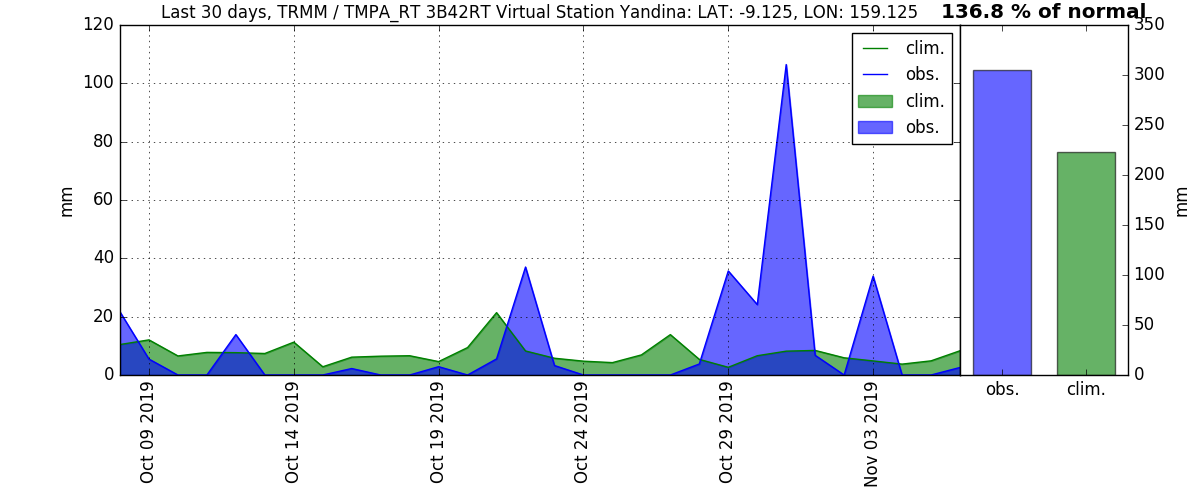 Last 30 days, TRMM / TMPA_RT 3B42RT Virtual Station Yandina: LAT: -9.125, LON: 159.125
136.8 % of normal
120
100
80
60
40
20
0
mm
clim.
obs.
clim.
obs.
Oct 09 2019
Oct 14 2019
Oct 19 2019
Oct 24 2019
Oct 29 2019
Nov 03 2019
350
300
250
200
150
100
50
0
mm
obs.
clim.